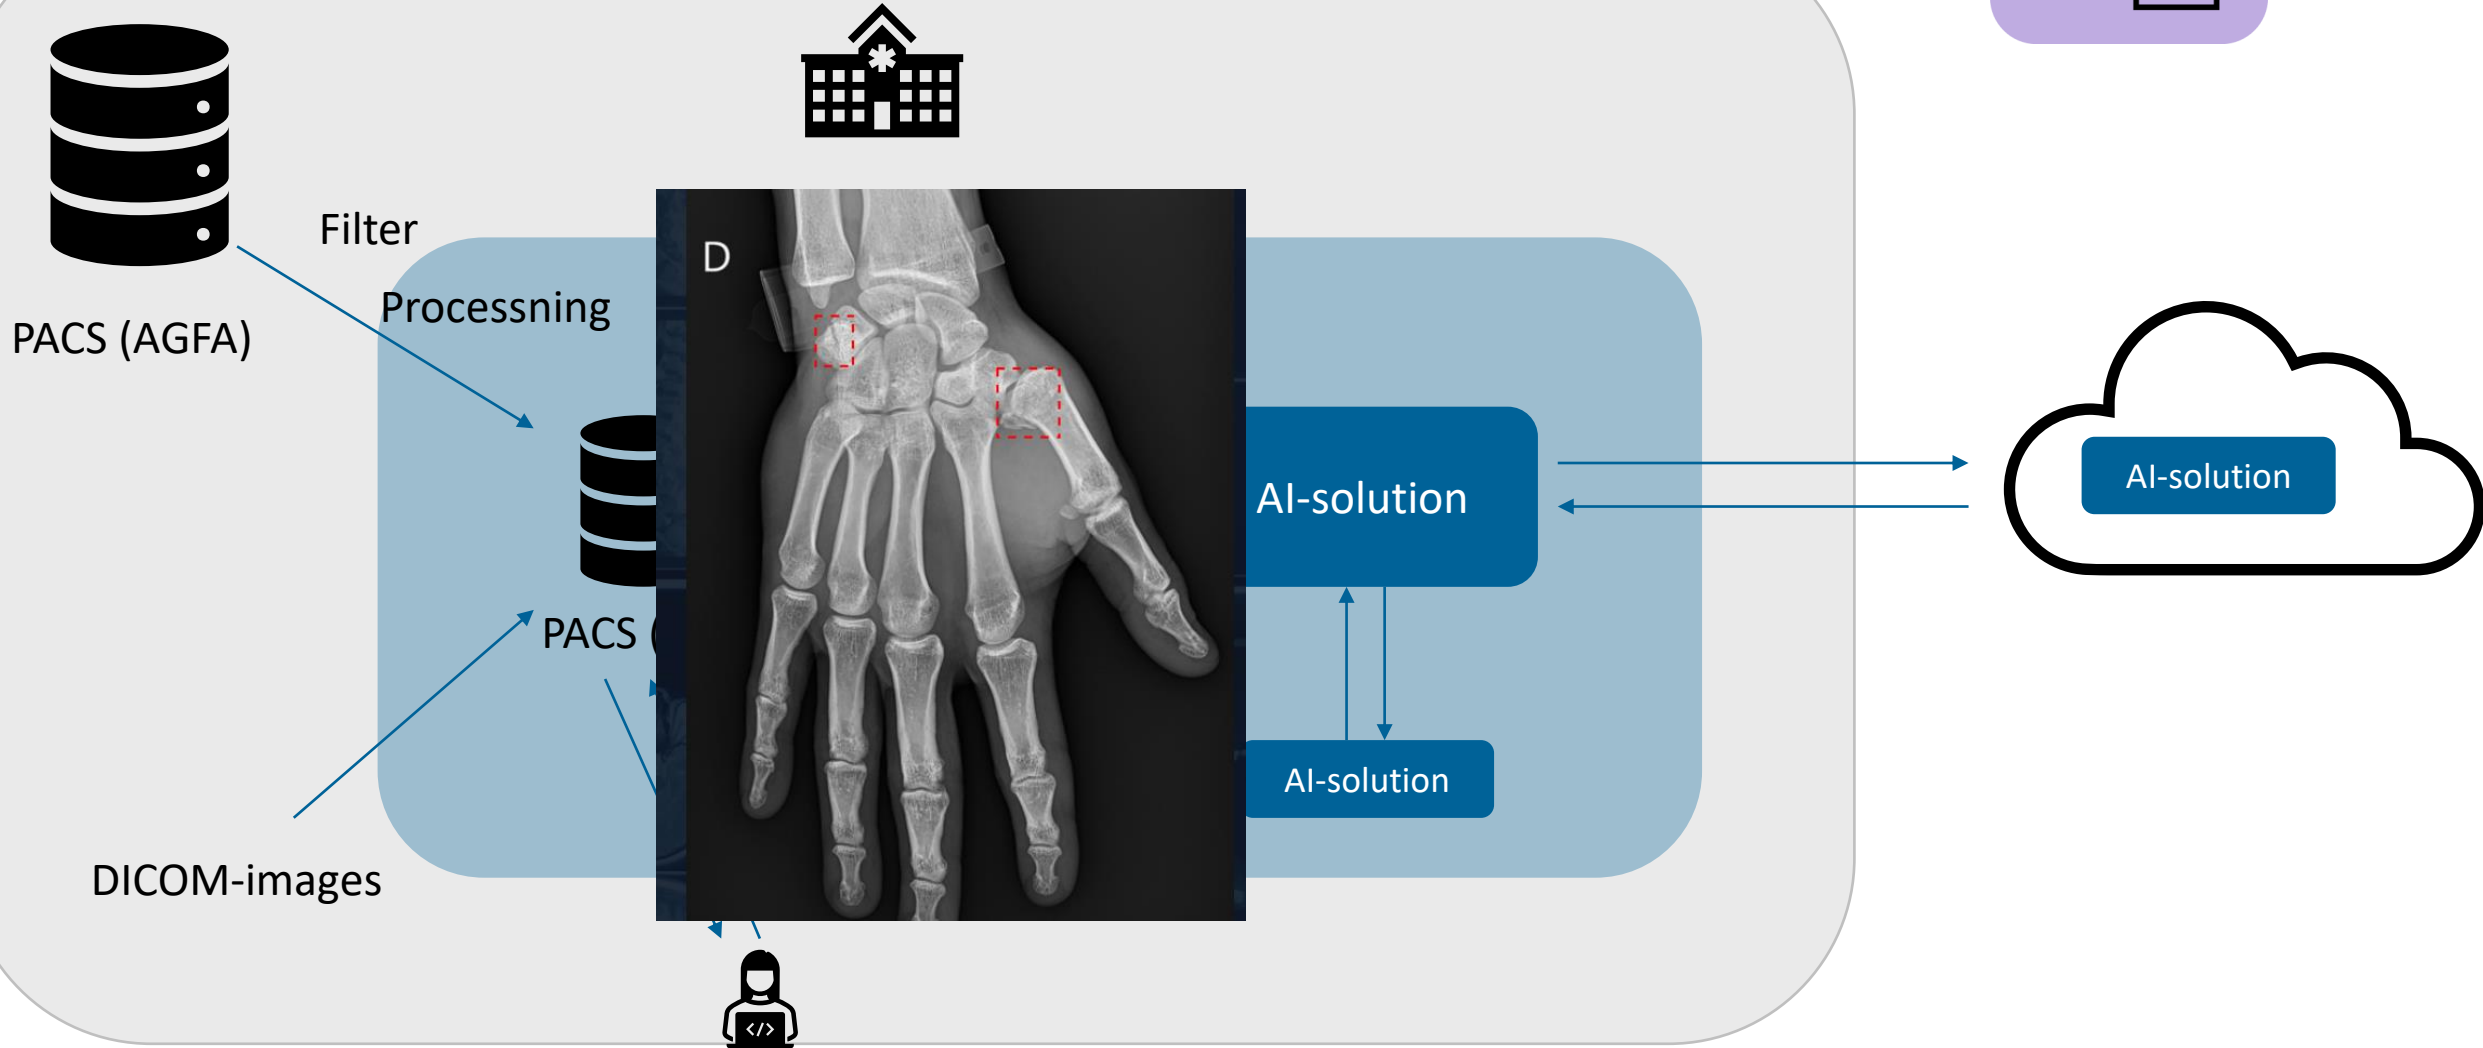 Filter
Processning
PACS (AGFA)
D
AI-solution
AI-solution
PACS (
AI-solution
DICOM-images
</>